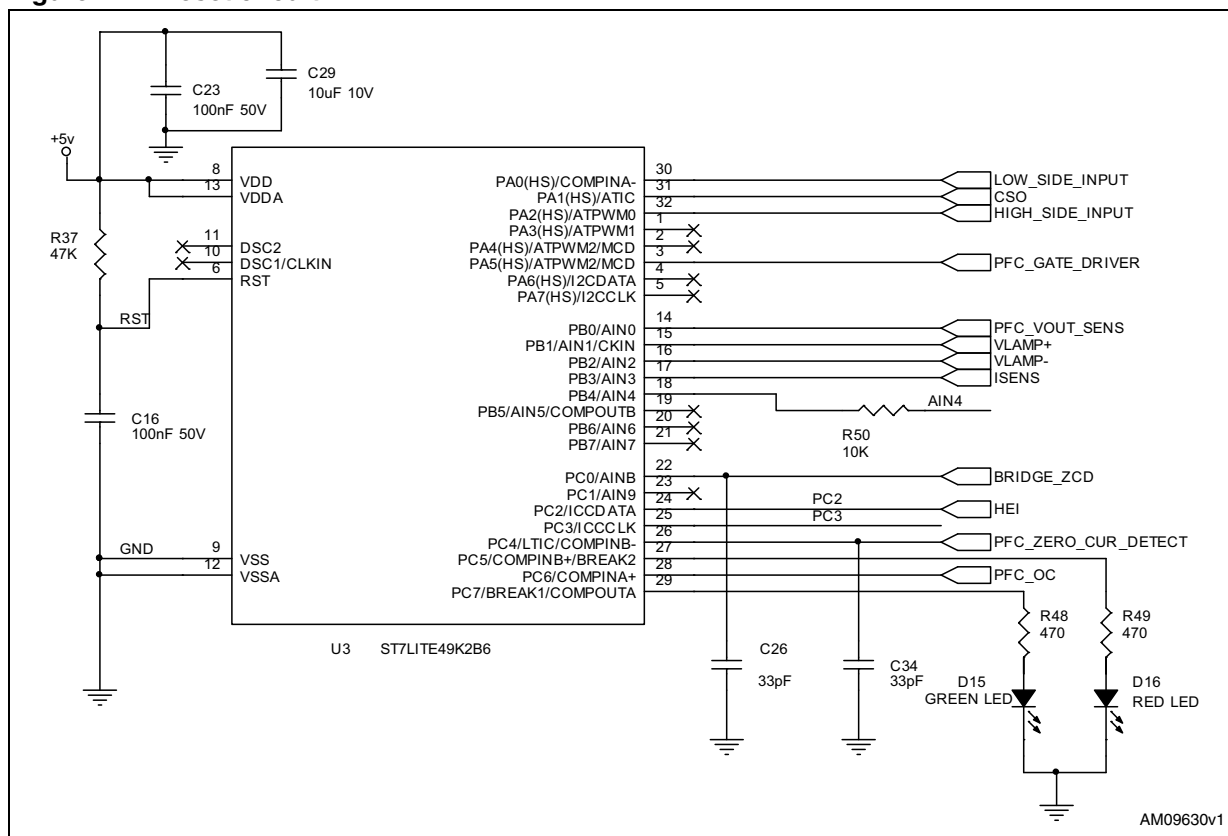 C23
100nF 50V
C29
10uF 10V
+5v
R37
47K
RST
C16
100nF 50V
GND
8 VDD
13 VDDA
11 DSC2
10 DSC1/CLKIN
6 RST
9 VSS
12 VSSA
PA0(HS)/COMPINA- 30 LOW_SIDE_INPUT
PA1(HS)/ATIC 31 CSO
PA2(HS)/ATPWM0 32 HIGH_SIDE_INPUT
PA3(HS)/ATPWM1 1
PA4(HS)/ATPWM2/MCD 2
PA5(HS)/ATPWM2/MCD 3 PFC_GATE_DRIVER
PA6(HS)/I2CDATA 4
PA7(HS)/I2CCLK 5
PB0/AIN0 14 PFC_VOUT_SENS
PB1/AIN1/CKIN 15 VLAMP+
PB2/AIN2 16 VLAMP-
PB3/AIN3 17 ISENS
PB4/AIN4 18 AIN4
PB5/AIN5/COMPOUTB 19
PB6/AIN6 20
PB7/AIN7 21
R50
10K
PC0/AINB 22 BRIDGE_ZCD
PC1/AIN9 23
PC2/ICCDATA 24 PC2 HEI
PC3/ICCCLK 25 PC3
PC4/LTIC/COMPINB- 26 PFC_ZERO_CUR_DETECT
PC5/COMPINB+/BREAK2 27
PC6/COMPINA+ 28 PFC_OC
PC7/BREAK1/COMPOUTA 29
U3 ST7LITE49K2B6
C26
33pF
C34
33pF
R48
470
R49
470
D15
GREEN LED
D16
RED LED
AM09630v1